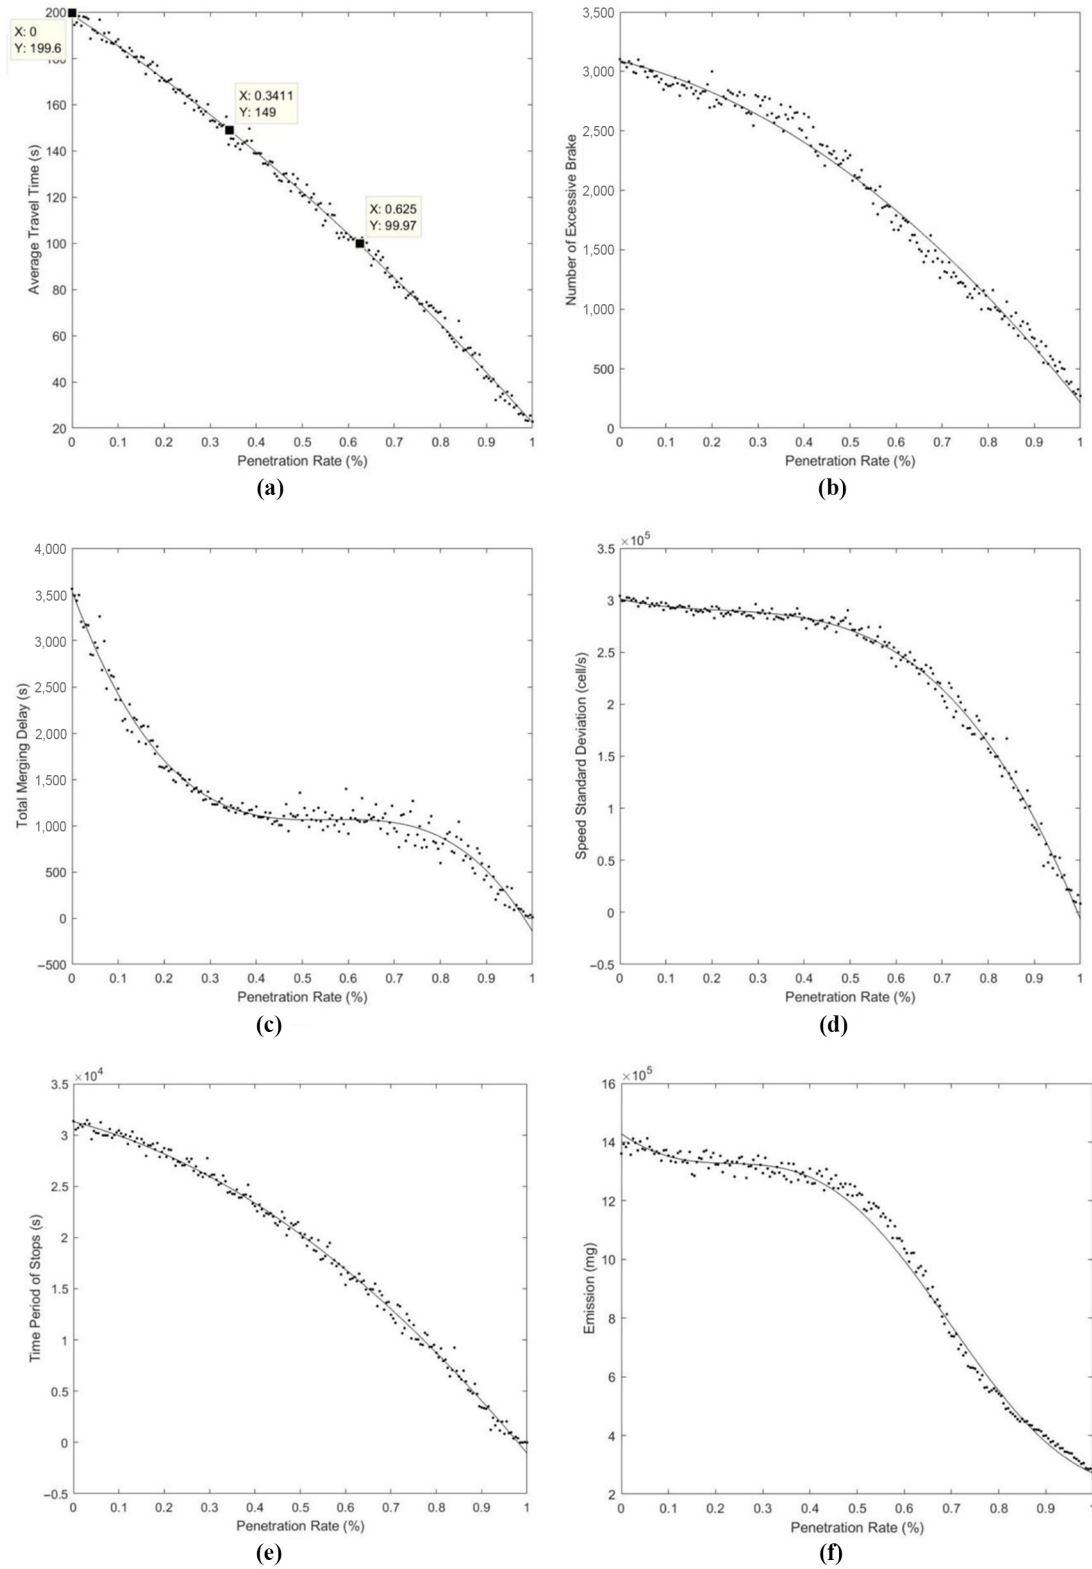 200
X: 0
Y: 199.6
180
160
X: 0.3411
Y: 149
140
120
X: 0.625
Y: 99.97
100
80
60
40
20
Average Travel Time (s)
0 0.1 0.2 0.3 0.4 0.5 0.6 0.7 0.8 0.9 1
Penetration Rate (%)
(a)
3,500
3,000
2,500
2,000
1,500
1,000
500
0
Number of Excessive Brake
0 0.1 0.2 0.3 0.4 0.5 0.6 0.7 0.8 0.9 1
Penetration Rate (%)
(b)
4,000
3,500
3,000
2,500
2,000
1,500
1,000
500
0
−500
Total Merging Delay (s)
0 0.1 0.2 0.3 0.4 0.5 0.6 0.7 0.8 0.9 1
Penetration Rate (%)
(c)
×10^5
3.5
3
2.5
2
1.5
1
0.5
0
−0.5
Speed Standard Deviation (cell/s)
0 0.1 0.2 0.3 0.4 0.5 0.6 0.7 0.8 0.9 1
Penetration Rate (%)
(d)
×10^4
3.5
3
2.5
2
1.5
1
0.5
0
−0.5
Time Period of Stops (s)
0 0.1 0.2 0.3 0.4 0.5 0.6 0.7 0.8 0.9 1
Penetration Rate (%)
(e)
×10^5
16
14
12
10
8
6
4
2
Emission (mg)
0 0.1 0.2 0.3 0.4 0.5 0.6 0.7 0.8 0.9
Penetration Rate (%)
(f)